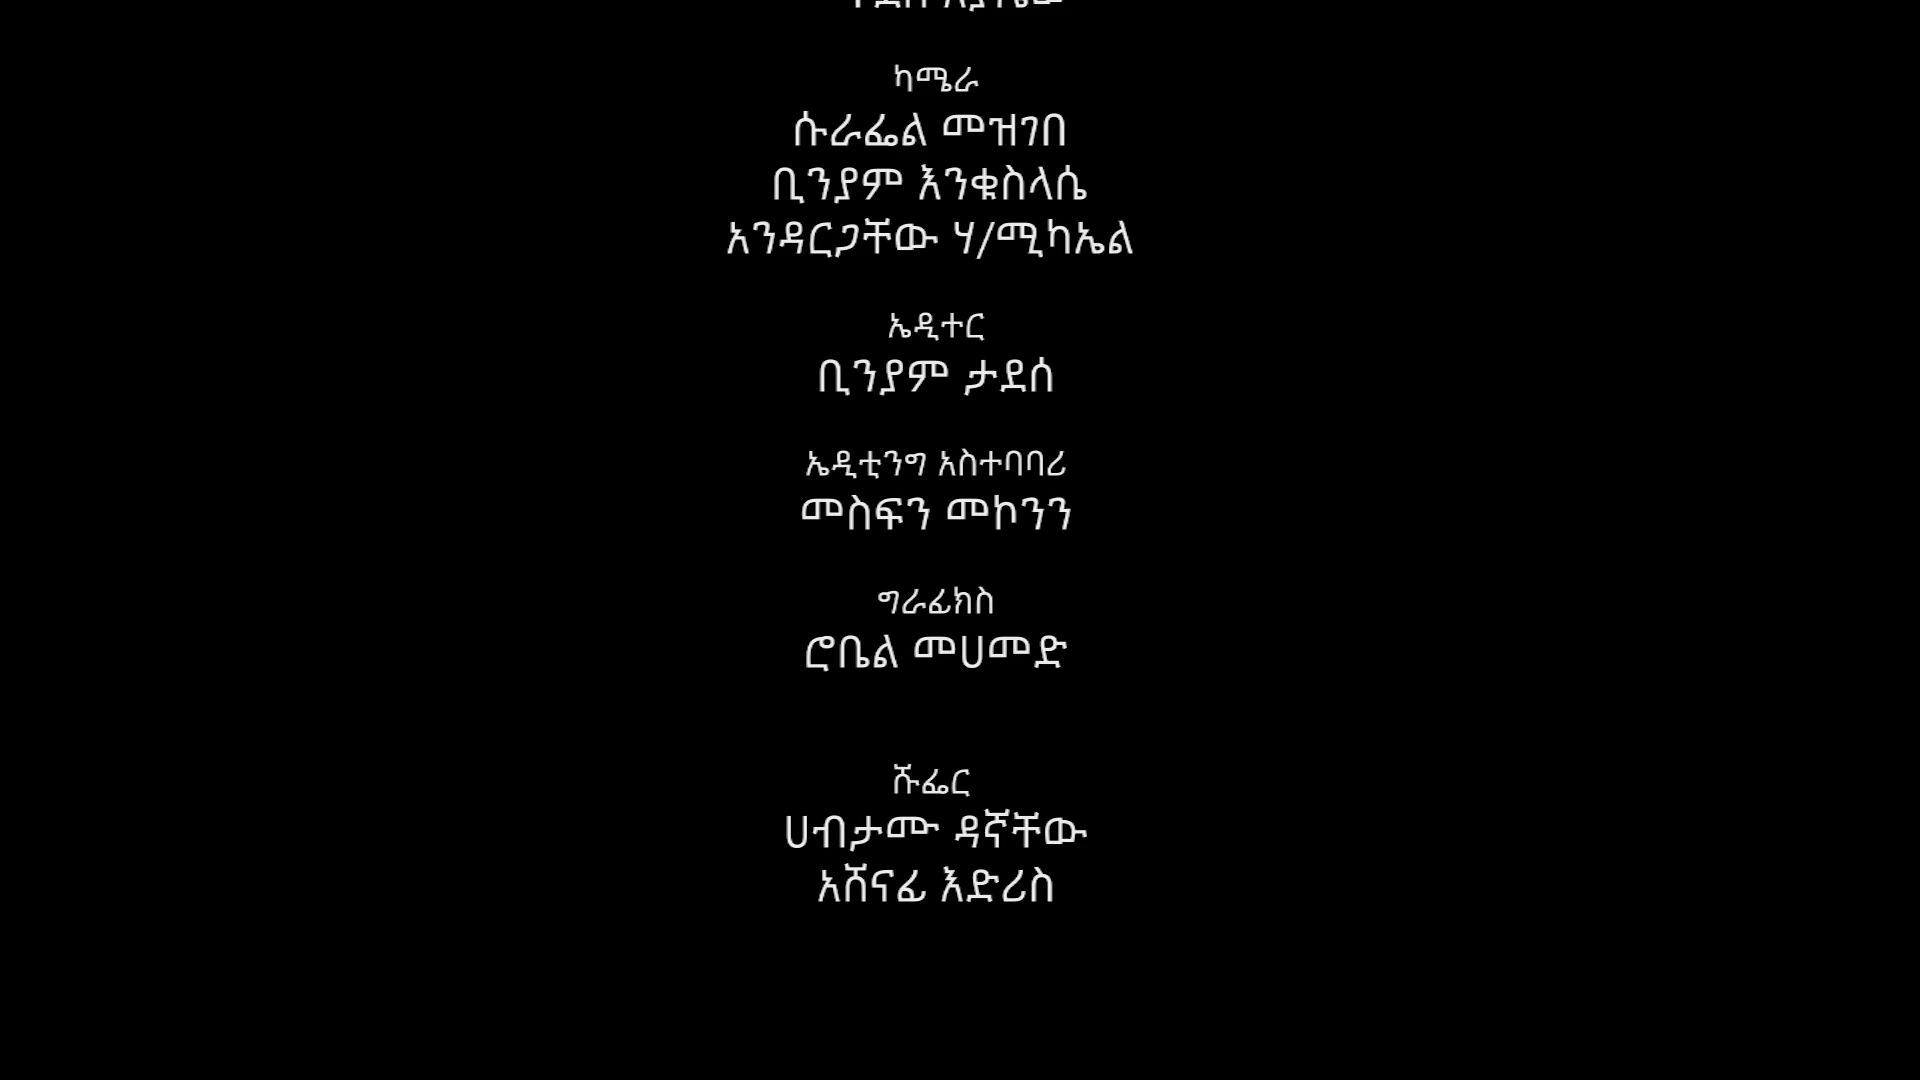 ካሜራ
ሱራፌል መዝገበ
ቢንያም እንቁስላሴ
አንዳርጋቸው ሃ/ሚካኤል
ኤዲተር
ቢንያም ታደሰ
ኤዲቲንግ አስተባባሪ
መስፍን መኮንን
ግራፊክስ
ሮቤል መሀመድ
ሹፌር
ሀብታሙ ዳኛቸው
አሸናፊ እድሪስ